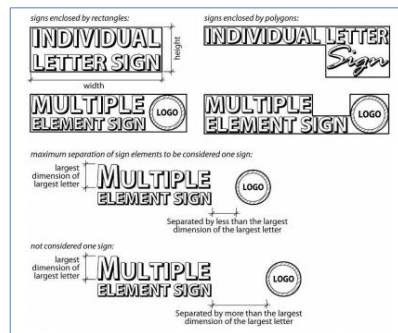 signs enclosed by rectangles:
INDIVIDUAL
LETTER SIGN
height
width
MULTIPLE
ELEMENT SIGN
LOGO
signs enclosed by polygons:
INDIVIDUAL LETTER
Sign
MULTIPLE
ELEMENT SIGN
LOGO
maximum separation of sign elements to be considered one sign:
largest
dimension of
largest letter
MULTIPLE
ELEMENT SIGN
LOGO
Separated by less than the largest
dimension of the largest letter
not considered one sign:
largest
dimension of
largest letter
MULTIPLE
ELEMENT SIGN
LOGO
Separated by more than the largest
dimension of the largest letter